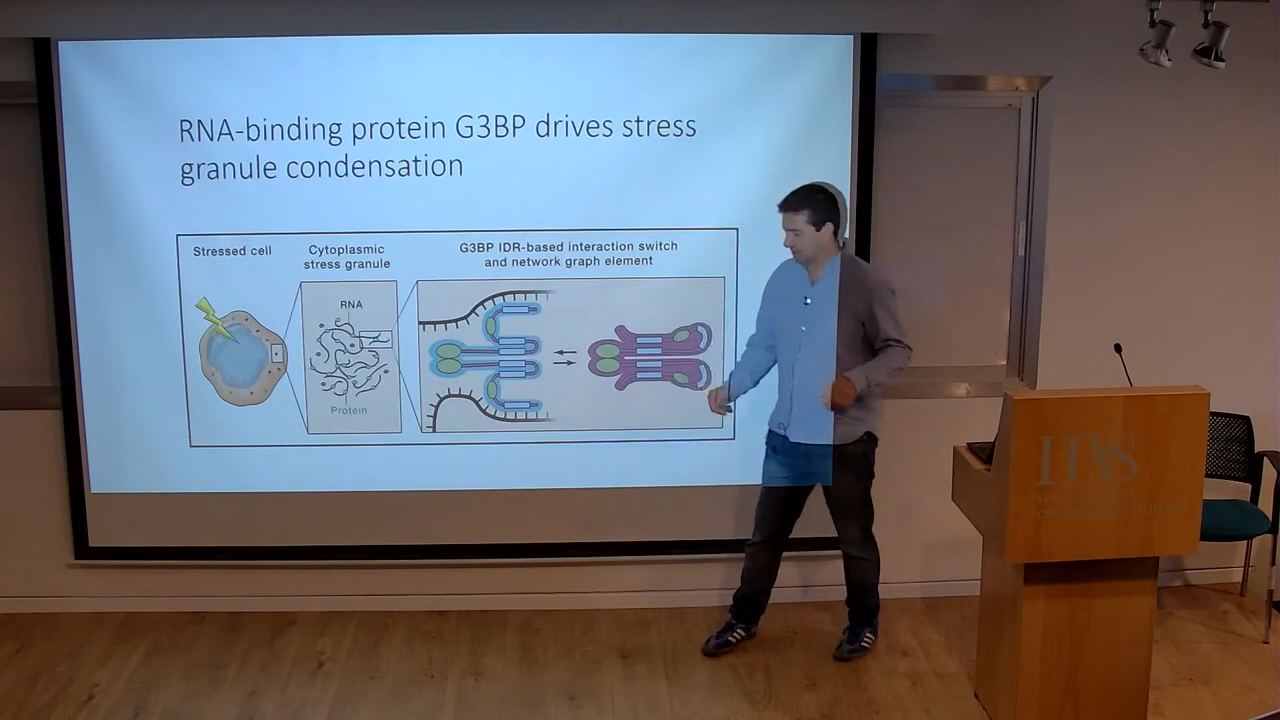 RNA-binding protein G3BP drives stress
granule condensation
Stressed cell
Cytoplasmic
stress granule
G3BP IDR-based interaction switch
and network graph element
RNA
Protein
IIAS